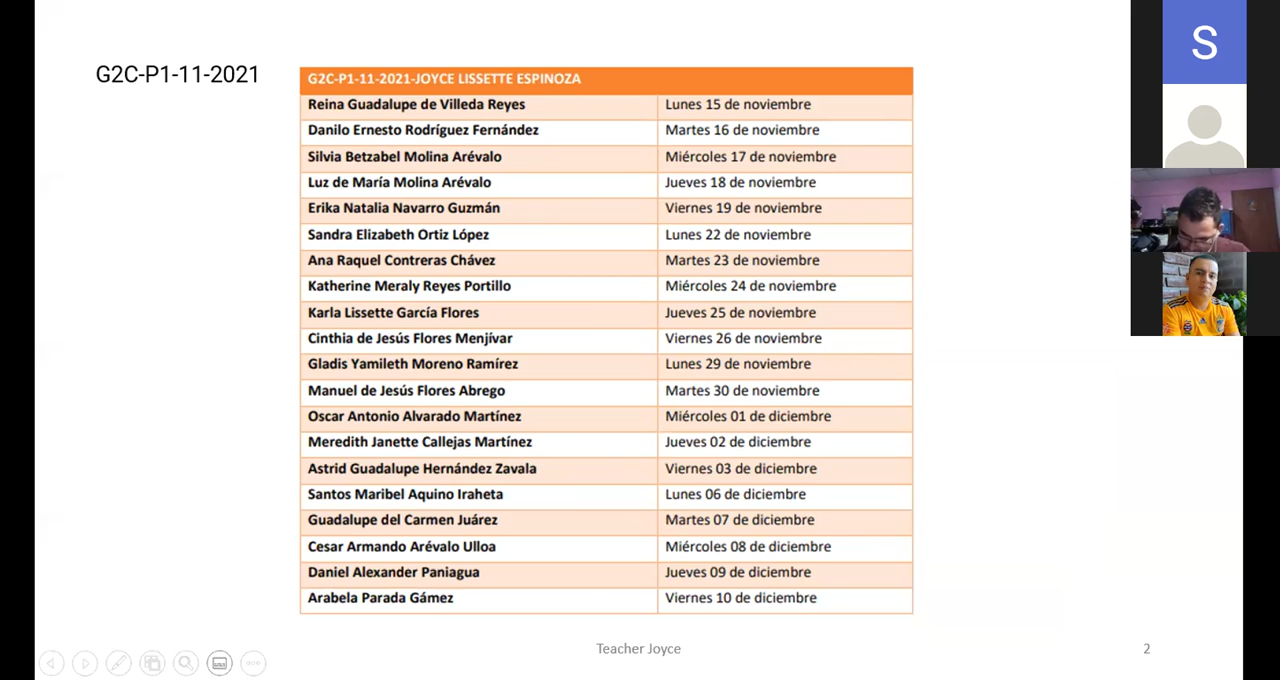 S
G2C-P1-11-2021
G2C-P1-11-2021-JOYCE LISSETTE ESPINOZA
Reina Guadalupe de Villeda Reyes Lunes 15 de noviembre
Danilo Ernesto Rodríguez Fernández Martes 16 de noviembre
Silvia Betzabel Molina Arévalo Miércoles 17 de noviembre
Luz de María Molina Arévalo Jueves 18 de noviembre
Erika Natalia Navarro Guzmán Viernes 19 de noviembre
Sandra Elizabeth Ortiz López Lunes 22 de noviembre
Ana Raquel Contreras Chávez Martes 23 de noviembre
Katherine Meraly Reyes Portillo Miércoles 24 de noviembre
Karla Lissette García Flores Jueves 25 de noviembre
Cinthia de Jesús Flores Menjívar Viernes 26 de noviembre
Gladis Yamileth Moreno Ramírez Lunes 29 de noviembre
Manuel de Jesús Flores Abrego Martes 30 de noviembre
Oscar Antonio Alvarado Martínez Miércoles 01 de diciembre
Meredith Janette Callejas Martínez Jueves 02 de diciembre
Astrid Guadalupe Hernández Zavala Viernes 03 de diciembre
Santos Maribel Aquino Iraheta Lunes 06 de diciembre
Guadalupe del Carmen Juárez Martes 07 de diciembre
Cesar Armando Arévalo Ulloa Miércoles 08 de diciembre
Daniel Alexander Paniagua Jueves 09 de diciembre
Arabela Parada Gámez Viernes 10 de diciembre
Teacher Joyce 2